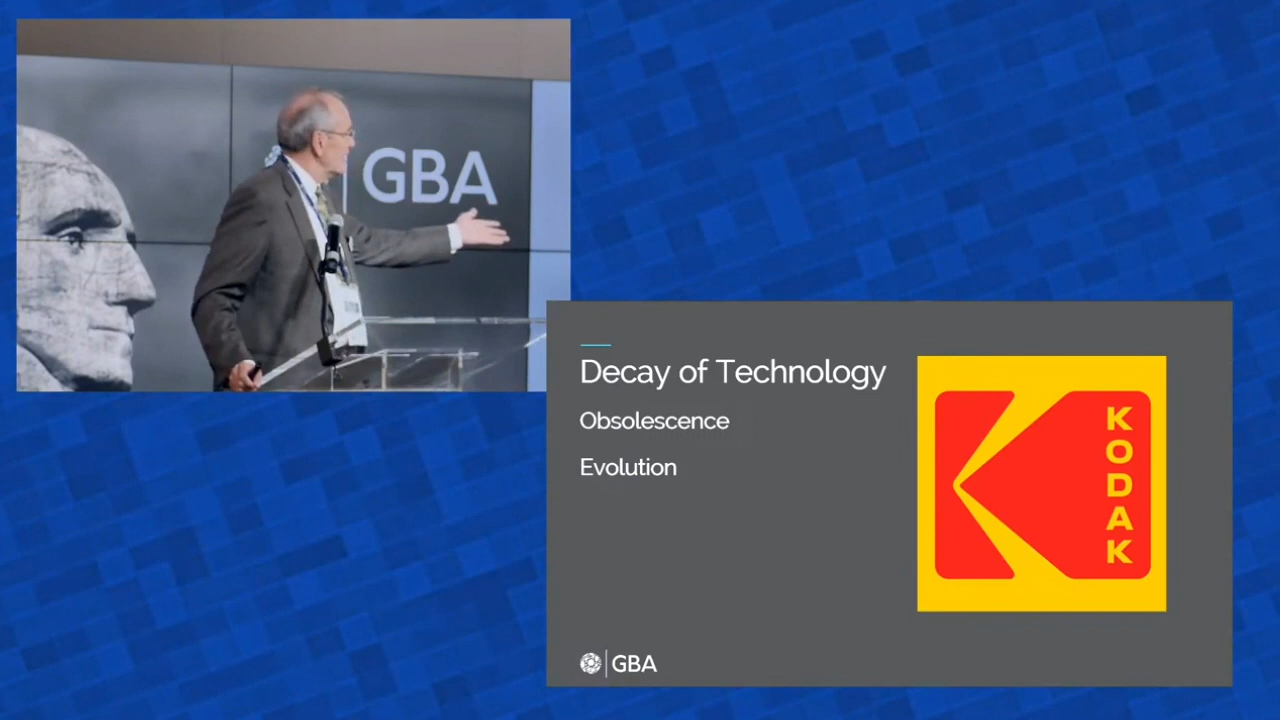 GBA
Decay of Technology
Obsolescence
Evolution
KODAK
GBA